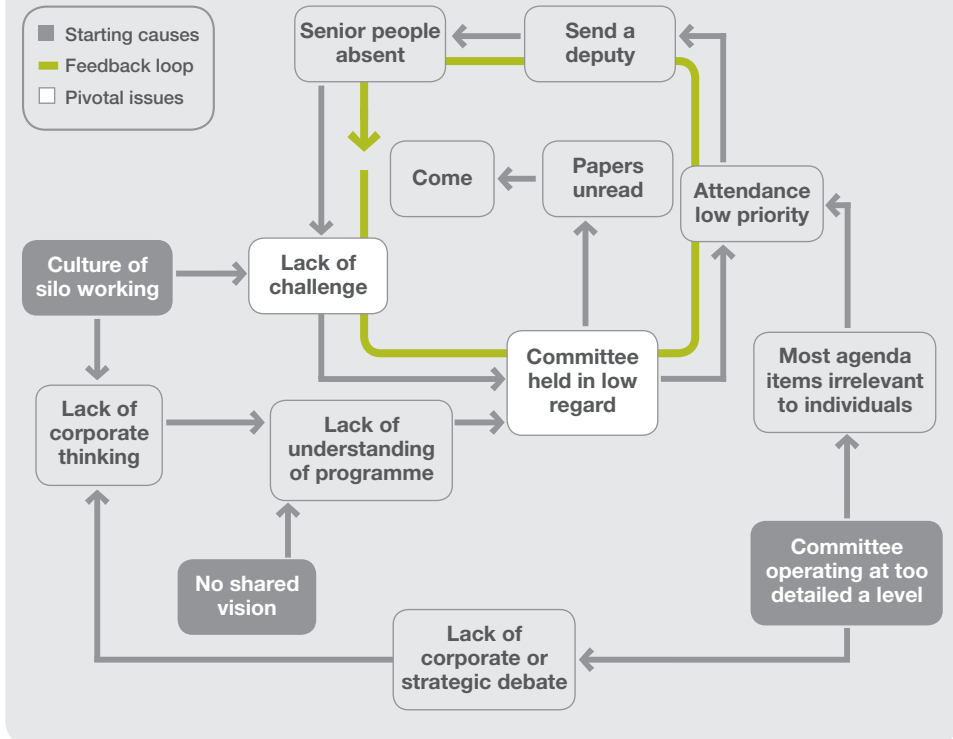 Starting causes
Feedback loop
Pivotal issues
Senior people
absent
Send a
deputy
Come
Papers
unread
Attendance
low priority
Culture of
silo working
Lack of
challenge
Committee
held in low
regard
Most agenda
items irrelevant
to individuals
Lack of
corporate
thinking
Lack of
understanding
of programme
No shared
vision
Committee
operating at too
detailed a level
Lack of
corporate or
strategic debate